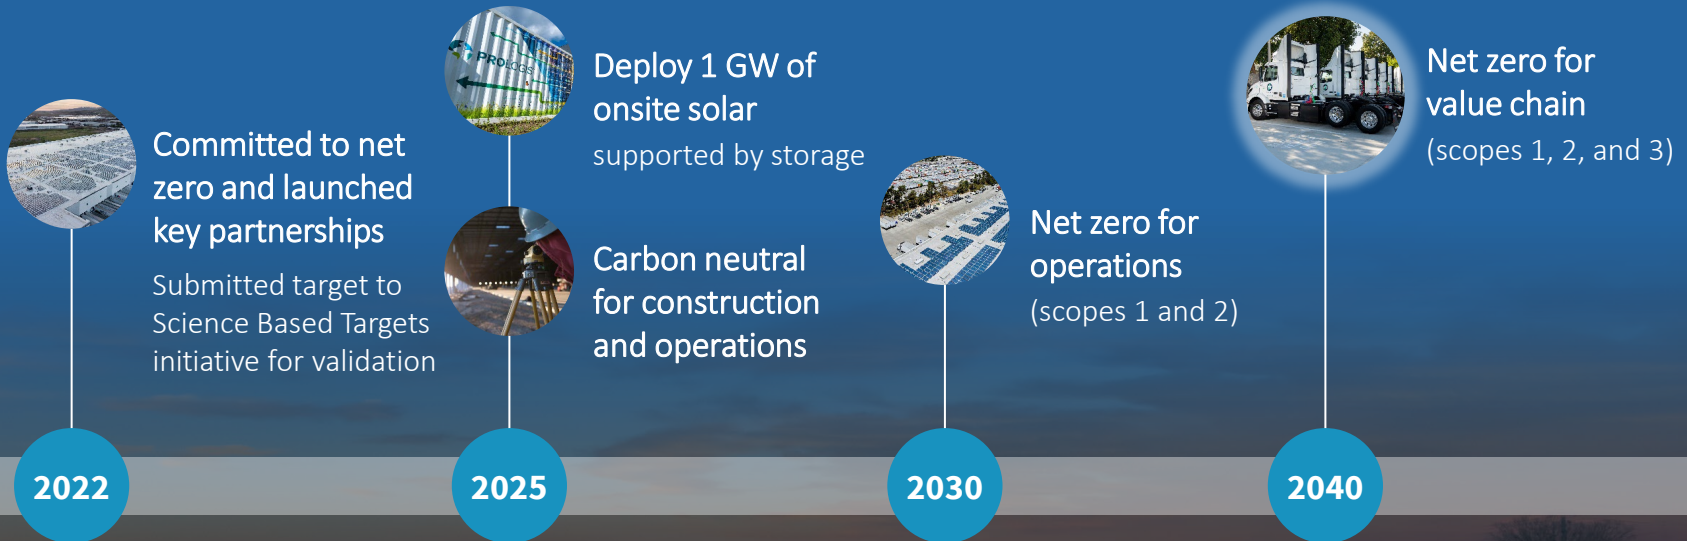 Committed to net
zero and launched
key partnerships
Submitted target to
Science Based Targets
initiative for validation
2022
PROLOGIS
Deploy 1 GW of
onsite solar
supported by storage
Carbon neutral
for construction
and operations
2025
Net zero for
operations
(scopes 1 and 2)
2030
Net zero for
value chain
(scopes 1, 2, and 3)
2040